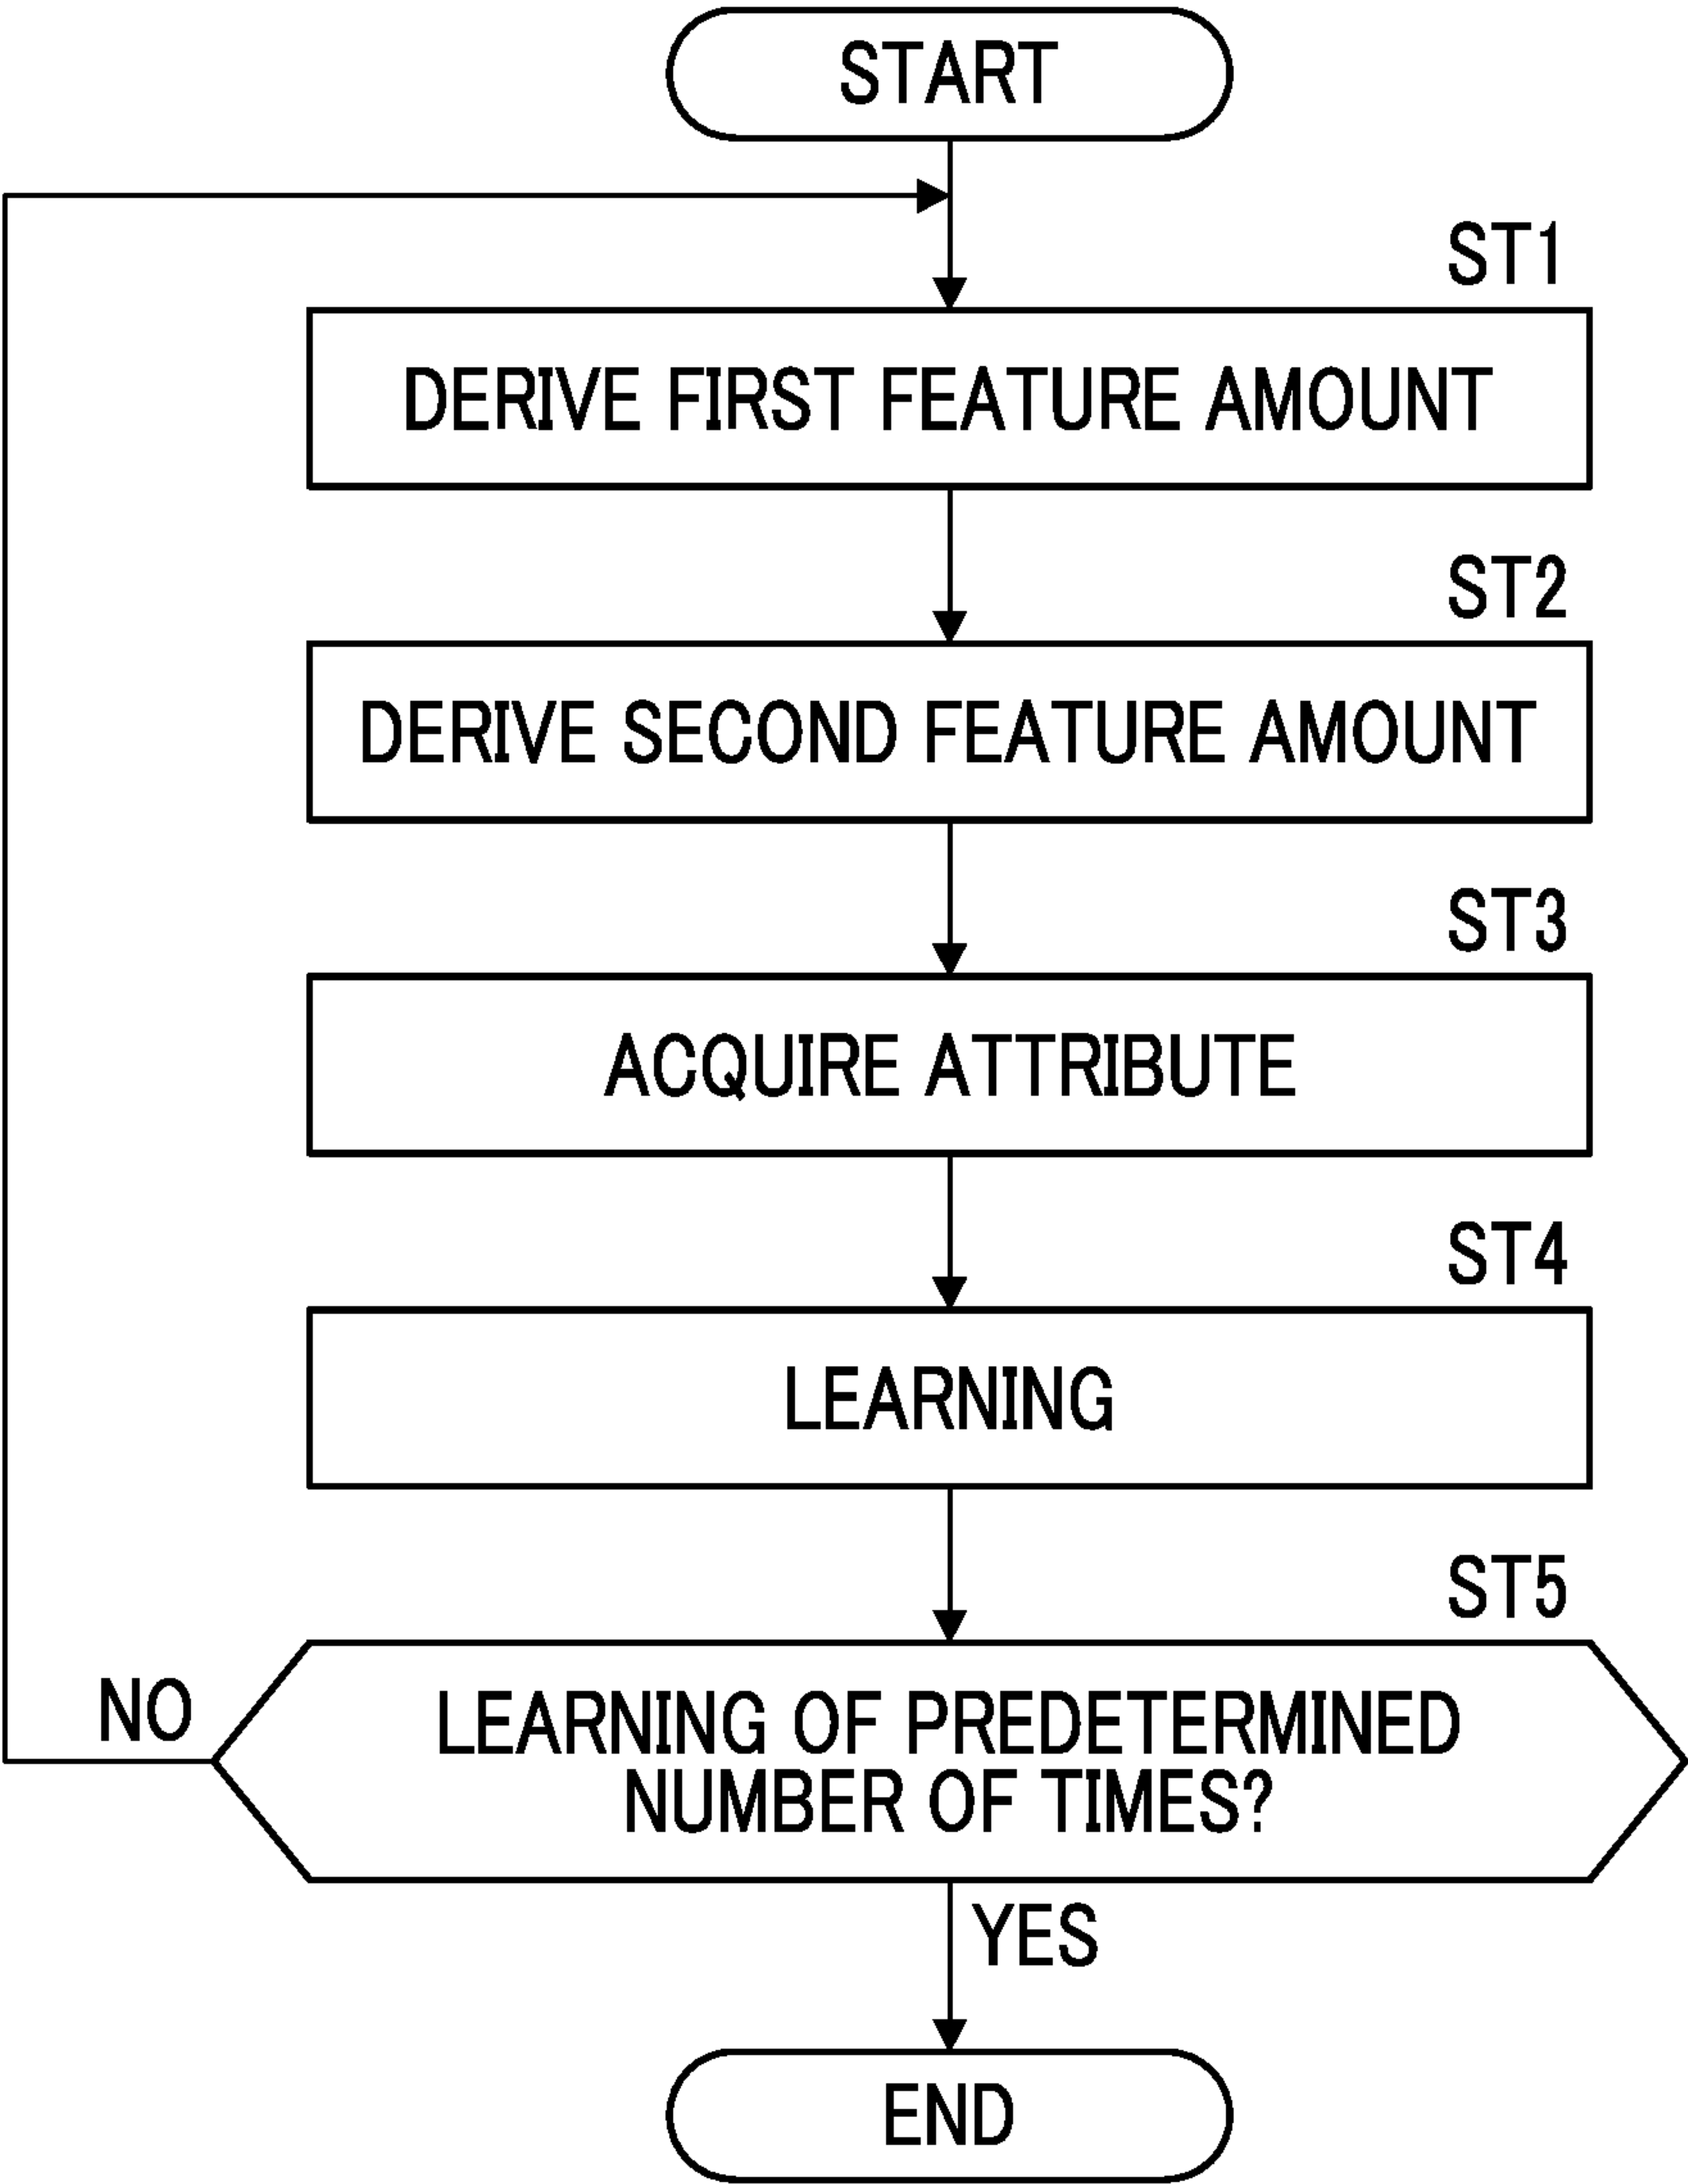 START
ST1
DERIVE FIRST FEATURE AMOUNT
ST2
DERIVE SECOND FEATURE AMOUNT
ST3
ACQUIRE ATTRIBUTE
ST4
LEARNING
ST5
NO
LEARNING OF PREDETERMINED
NUMBER OF TIMES?
YES
END